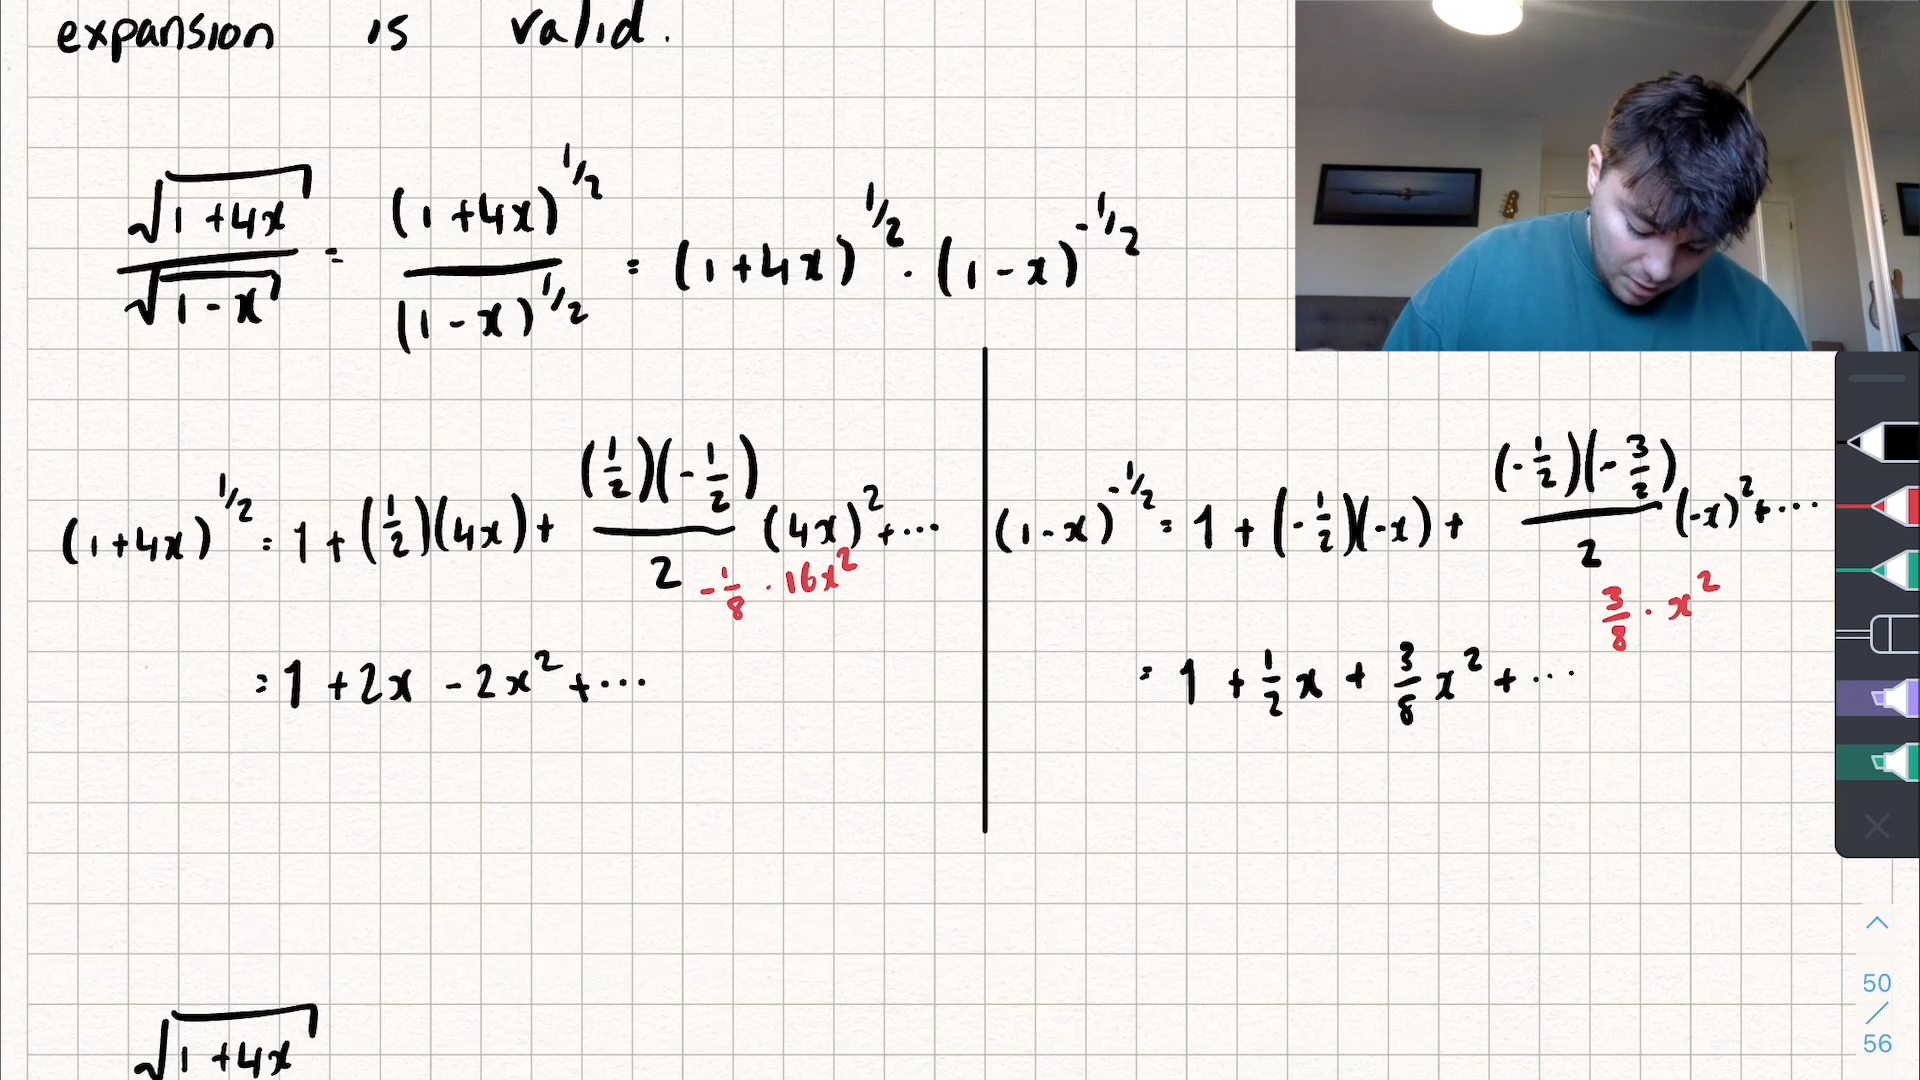 expansion is valid.
√(1+4x) / √(1-x) = (1+4x)^1/2 / (1-x)^1/2 = (1+4x)^1/2 · (1-x)^-1/2
(1+4x)^1/2 = 1 + (1/2)(4x) + (1/2)(-1/2) / 2 (4x)^2 + ...
-1/8 · 16x^2
= 1 + 2x - 2x^2 + ...
(1-x)^-1/2 = 1 + (-1/2)(-x) + (-1/2)(-3/2) / 2 (-x)^2 + ...
3/8 · x^2
= 1 + 1/2 x + 3/8 x^2 + ...
√(1+4x)
50
/
56